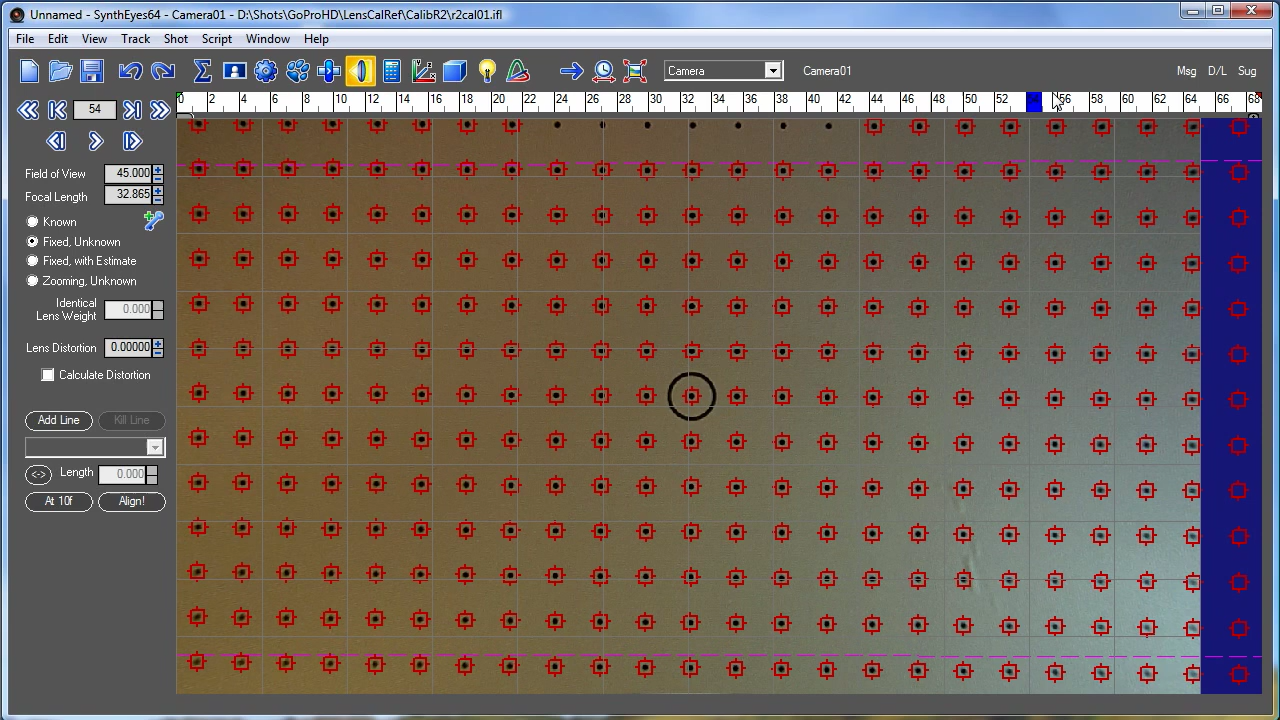 Unnamed - SynthEyes64 - Camera01 - D:\Shots\GoProHD\LensCalRef\CalibR2\r2cal01.ifl
File Edit View Track Shot Script Window Help
Camera Camera01 Msg D/L Sug
0 2 4 6 8 10 12 14 16 18 20 22 24 26 28 30 32 34 36 38 40 42 44 46 48 50 52 54 56 58 60 62 64 66 68
54
Field of View 45.000
Focal Length 32.865
Known
Fixed, Unknown
Fixed, with Estimate
Zooming, Unknown
Identical
Lens Weight 0.000
Lens Distortion 0.00000
Calculate Distortion
Add Line Kill Line
<-> Length 0.000
At 10f Align!